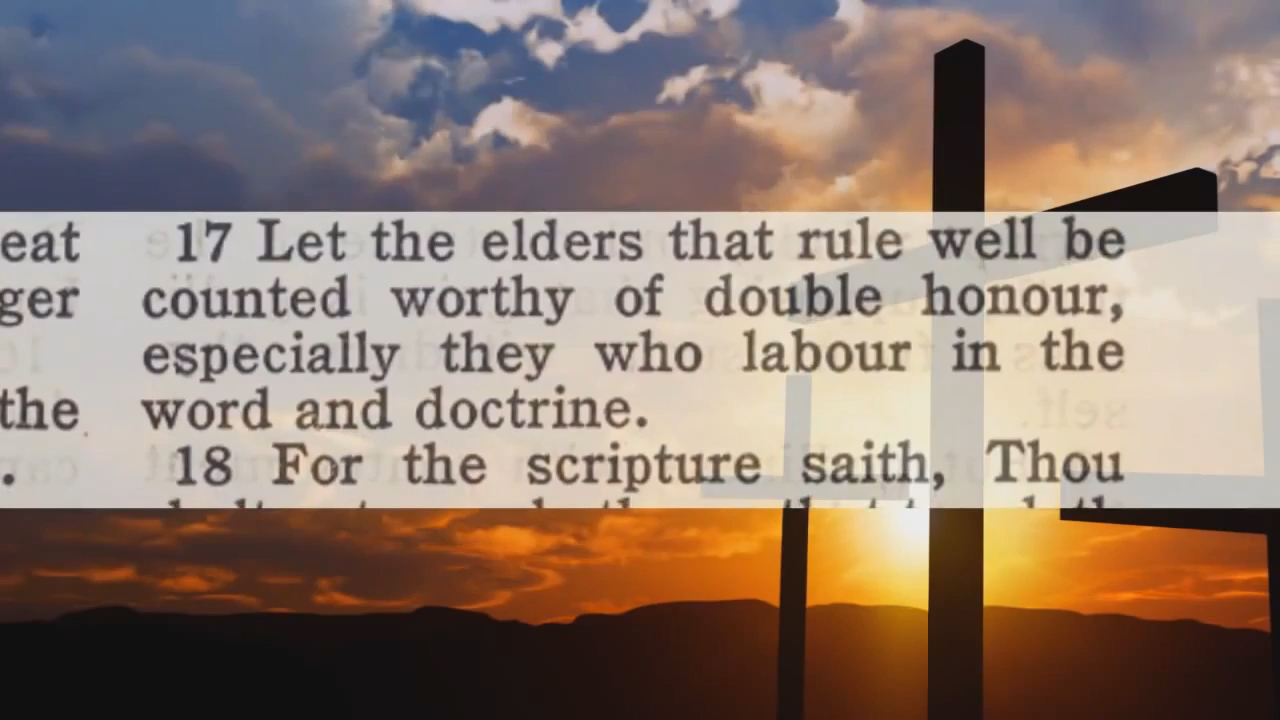 eat
ger
the
.
17 Let the elders that rule well be
counted worthy of double honour,
especially they who labour in the
word and doctrine.
18 For the scripture saith, Thou